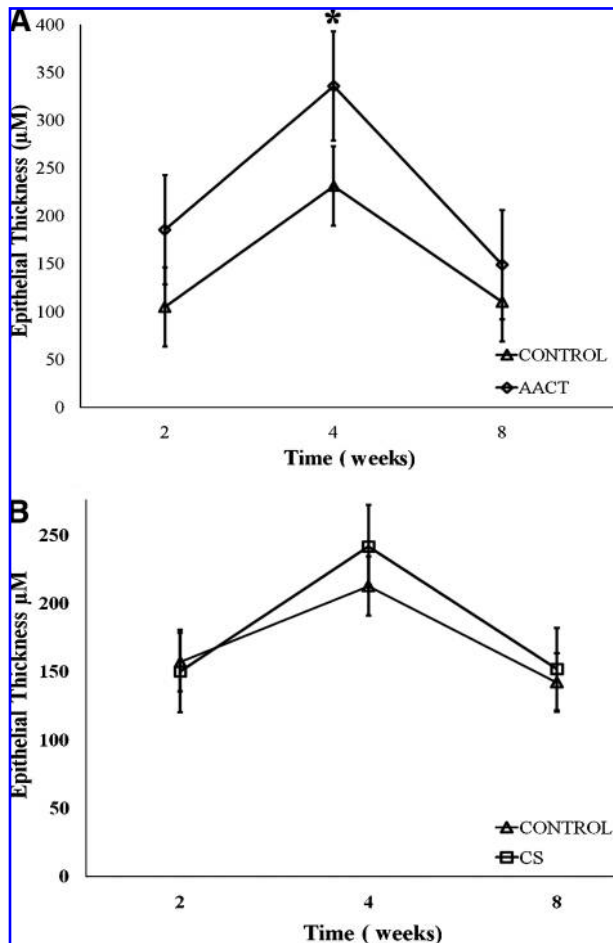 A
*
400
350
300
250
200
150
100
50
0
Epithelial Thickness (µM)
CONTROL
AACT
2 4 8
Time ( weeks)
B
250
200
150
100
50
0
Epithelial Thickness µM
CONTROL
CS
2 4 8
Time ( weeks)